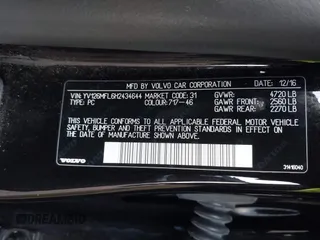 MFD. BY VOLVO CAR CORPORATION DATE: 12/16
VIN: YV126MFL6H2434644 MARKET CODE: 31 GVWR: 4720 LB
TYPE: PC COLOUR: 717-46 GAWR FRONT: 2560 LB
GAWR REAR: 2270 LB
THIS VEHICLE CONFORMS TO ALL APPLICABLE FEDERAL MOTOR VEHICLE SAFETY,
BUMPER, AND THEFT PREVENTION STANDARDS IN EFFECT ON THE
DATE OF MANUFACTURE SHOWN ABOVE.
VOLVO
31416040